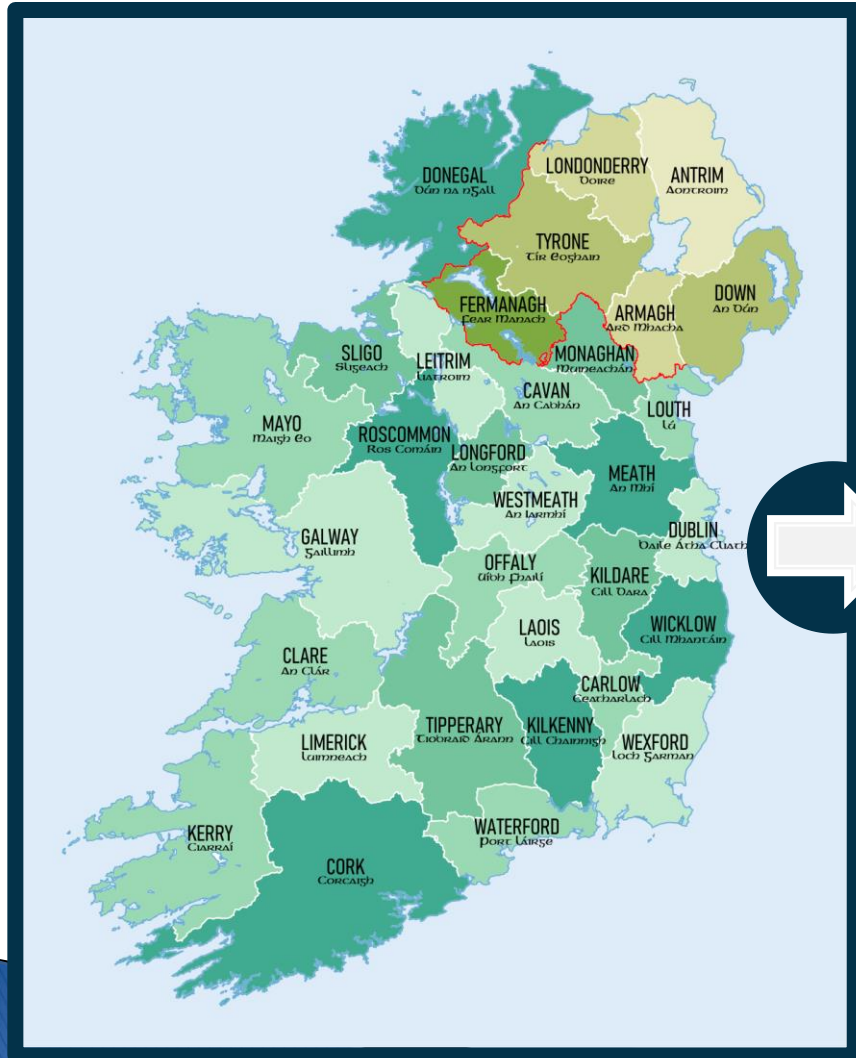 DONEGAL
Dún na nGall
LONDONDERRY
Doire
ANTRIM
Aontroim
TYRONE
Tír Eoghain
FERMANAGH
Fear Manach
ARMAGH
Ard Mhacha
DOWN
An Dún
MONAGHAN
Muineachán
SLIGO
Sligeach
LEITRIM
Liatroim
CAVAN
An Cabhán
LOUTH
Lú
MAYO
Maigh Eo
ROSCOMMON
Ros Comáin
LONGFORD
An Longfort
MEATH
An Mhí
WESTMEATH
An Iarmhí
DUBLIN
Baile Átha Cliath
GALWAY
Gaillimh
OFFALY
Uíbh Fhailí
KILDARE
Cill Dara
WICKLOW
Cill Mhantáin
LAOIS
Laois
CLARE
An Clár
CARLOW
Ceatharlach
TIPPERARY
Tiobraid Árann
KILKENNY
Cill Chainnigh
LIMERICK
Luimneach
WEXFORD
Loch Garman
WATERFORD
Port Láirge
KERRY
Ciarraí
CORK
Corcaigh